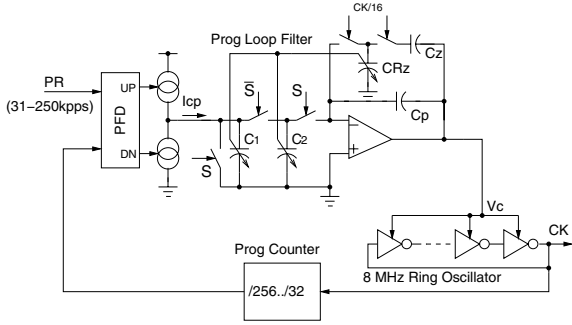 CK/16
Prog Loop Filter
Cz
CRz
PR
(31−250kpps)
UP
PFD
DN
Icp
S̅
S
Cp
S
C1
C2
Vc
CK
8 MHz Ring Oscillator
Prog Counter
/256../32